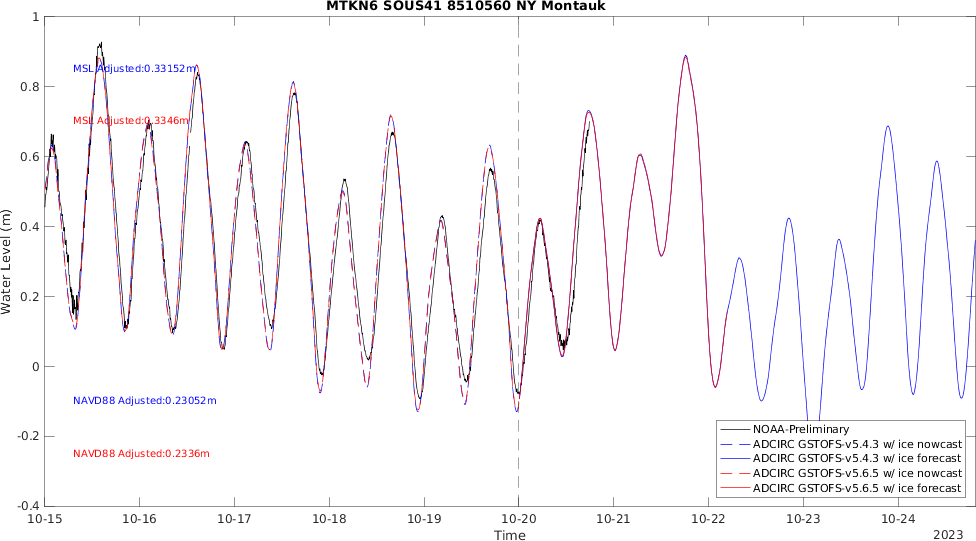 MTKN6 SOUS41 8510560 NY Montauk
1
0.8
0.6
0.4
0.2
0
-0.2
-0.4
Water Level (m)
MSL Adjusted:0.33152m
MSL Adjusted:0.3346m
NAVD88 Adjusted:0.23052m
NAVD88 Adjusted:0.2336m
NOAA-Preliminary
ADCIRC GSTOFS-v5.4.3 w/ ice nowcast
ADCIRC GSTOFS-v5.4.3 w/ ice forecast
ADCIRC GSTOFS-v5.6.5 w/ ice nowcast
ADCIRC GSTOFS-v5.6.5 w/ ice forecast
10-15 10-16 10-17 10-18 10-19 10-20 10-21 10-22 10-23 10-24
Time
2023